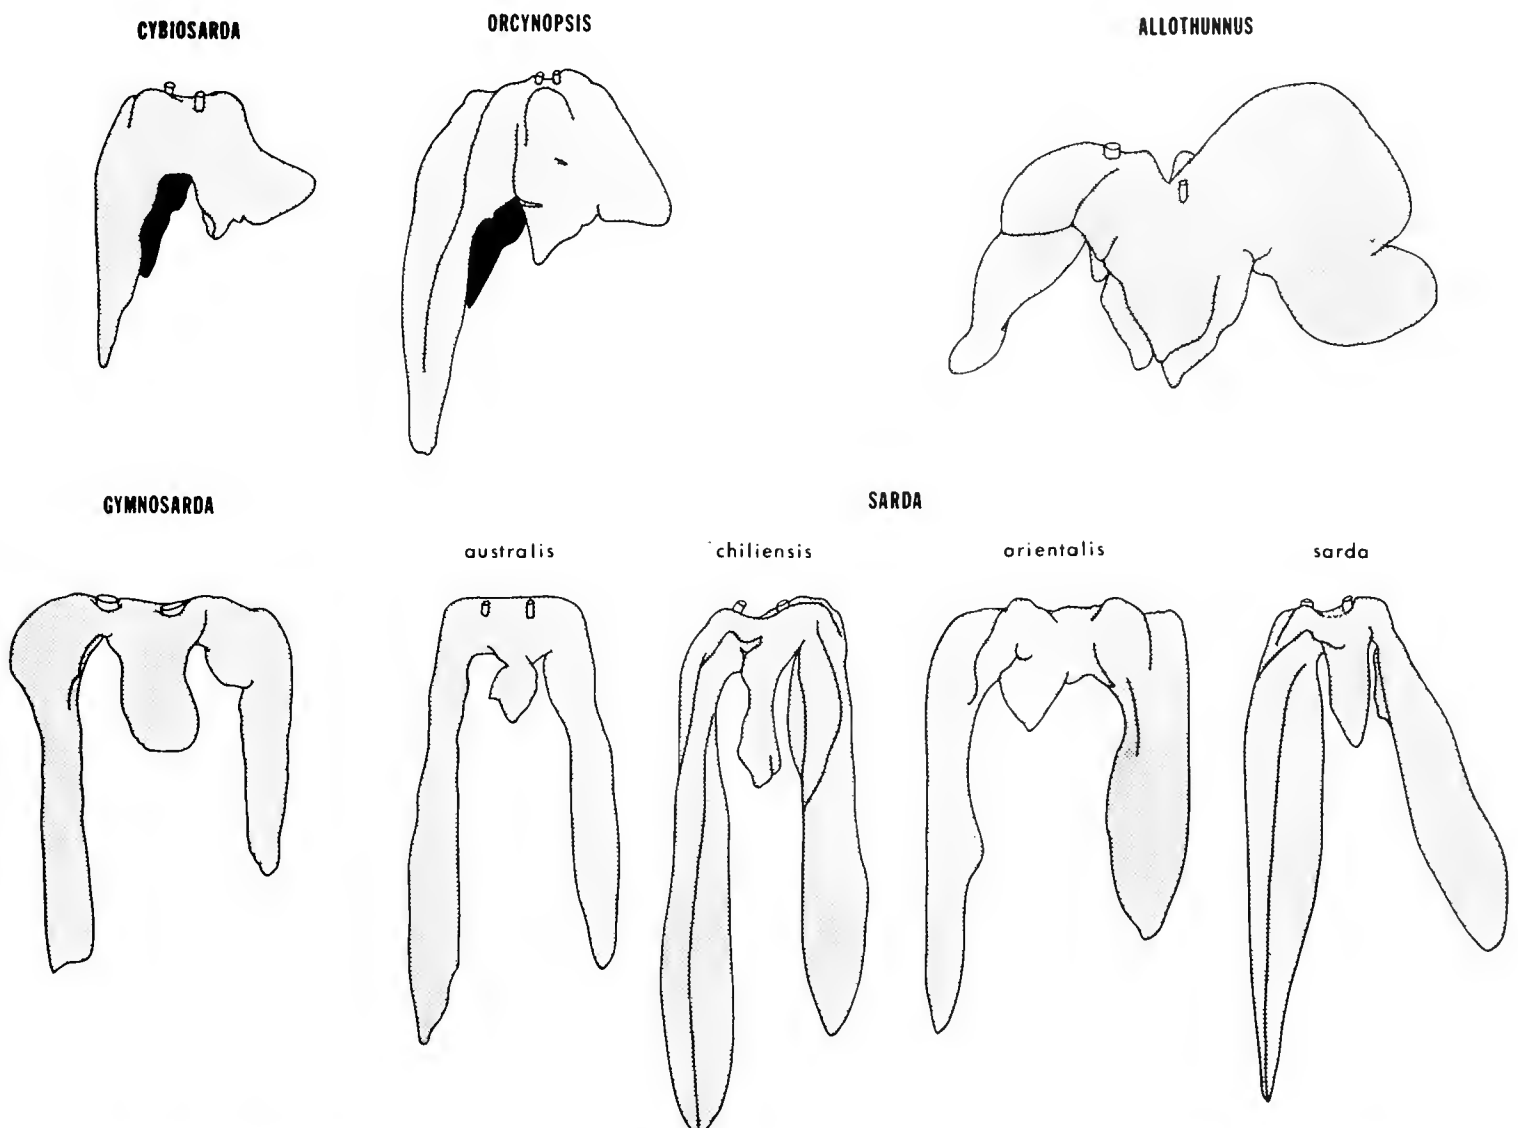 CYBIOSARDA
ORCYNOPSIS
ALLOTHUNNUS
GYMNOSARDA
SARDA
australis
chiliensis
orientalis
sarda